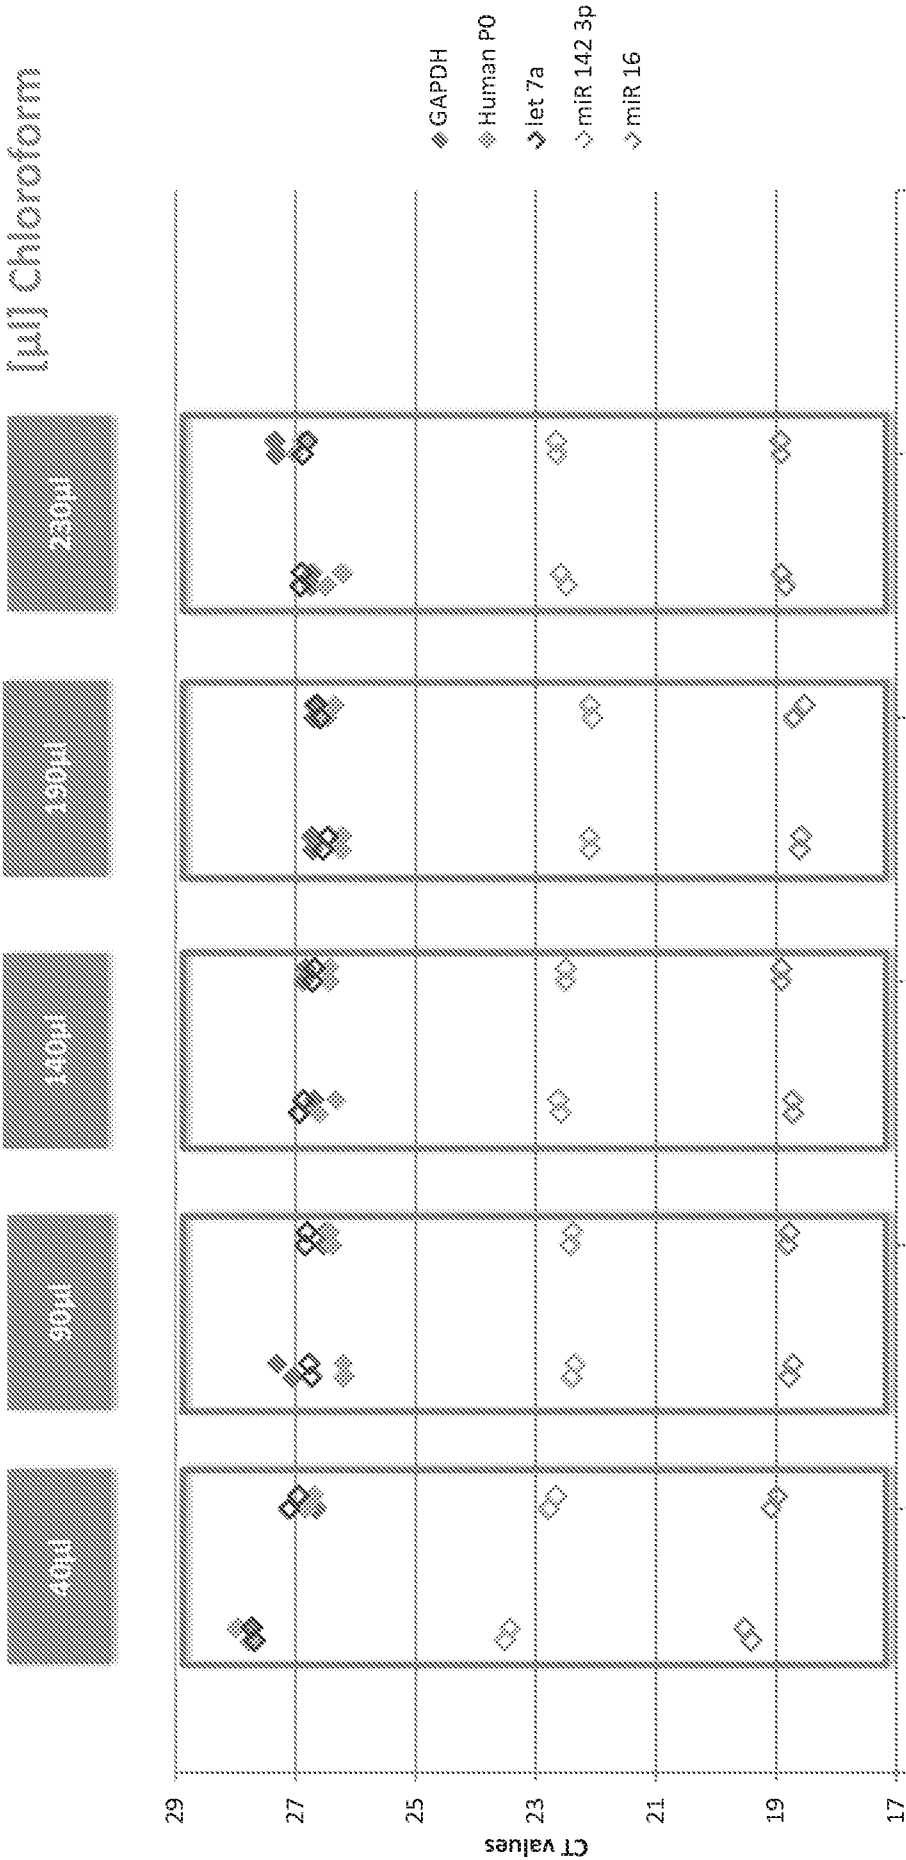 [µl] Chloroform
40µl
90µl
140µl
190µl
230µl
29
27
25
23
21
19
17
CT values
GAPDH
Human PO
let 7a
miR 142 3p
miR 16